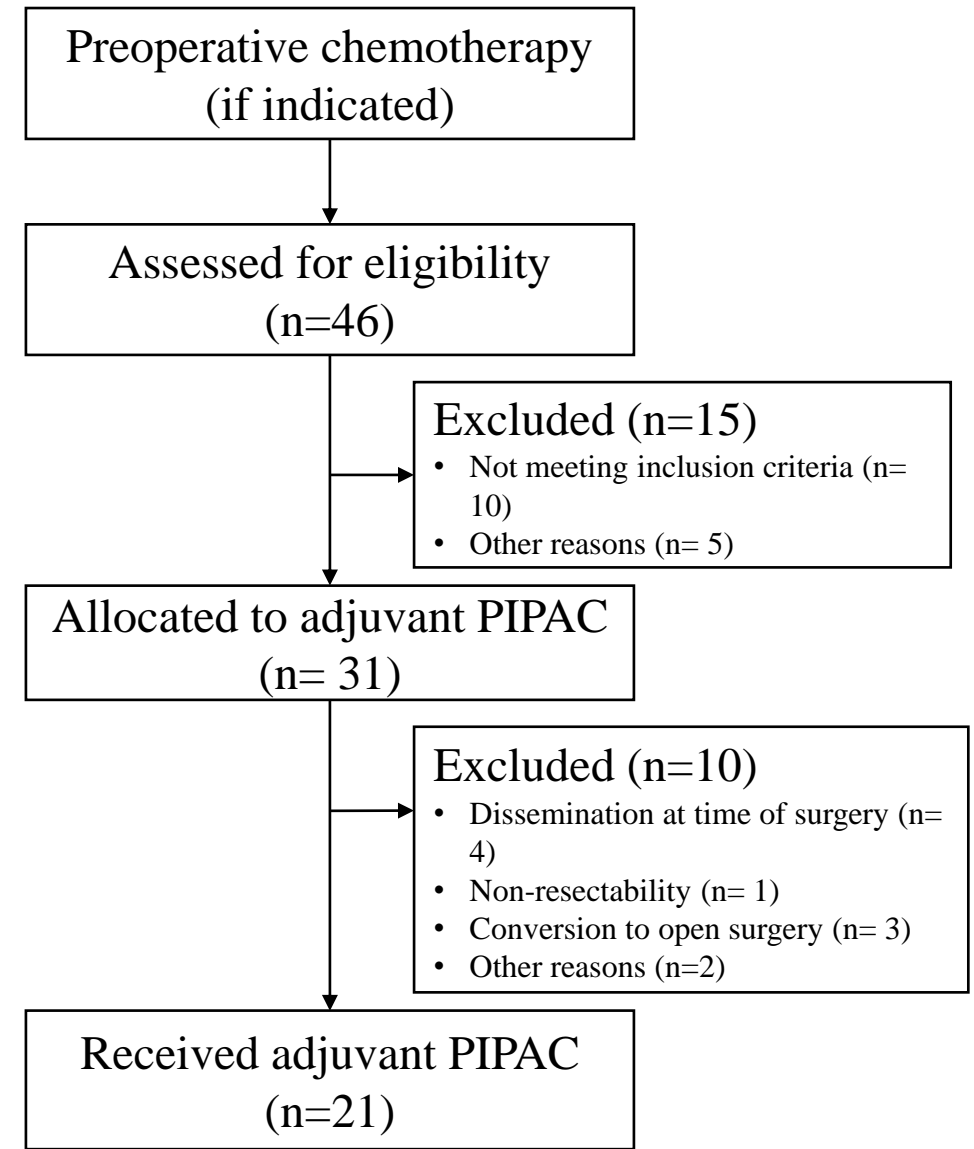 Preoperative chemotherapy
(if indicated)
Assessed for eligibility
(n=46)
Excluded (n=15)
• Not meeting inclusion criteria (n=
10)
• Other reasons (n= 5)
Allocated to adjuvant PIPAC
(n= 31)
Excluded (n=10)
• Dissemination at time of surgery (n=
4)
• Non-resectability (n= 1)
• Conversion to open surgery (n= 3)
• Other reasons (n=2)
Received adjuvant PIPAC
(n=21)